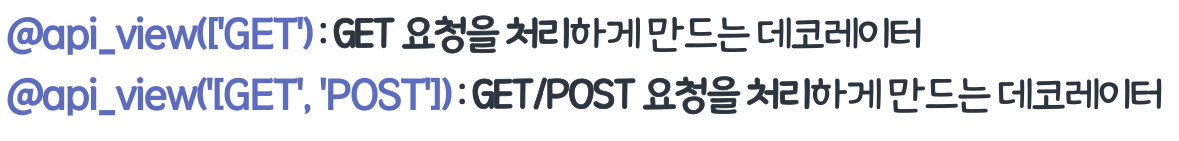 @api_view(['GET') : GET 요청을 처리하게 만드는 데코레이터
@api_view('[GET', 'POST']) : GET/POST 요청을 처리하게 만드는 데코레이터